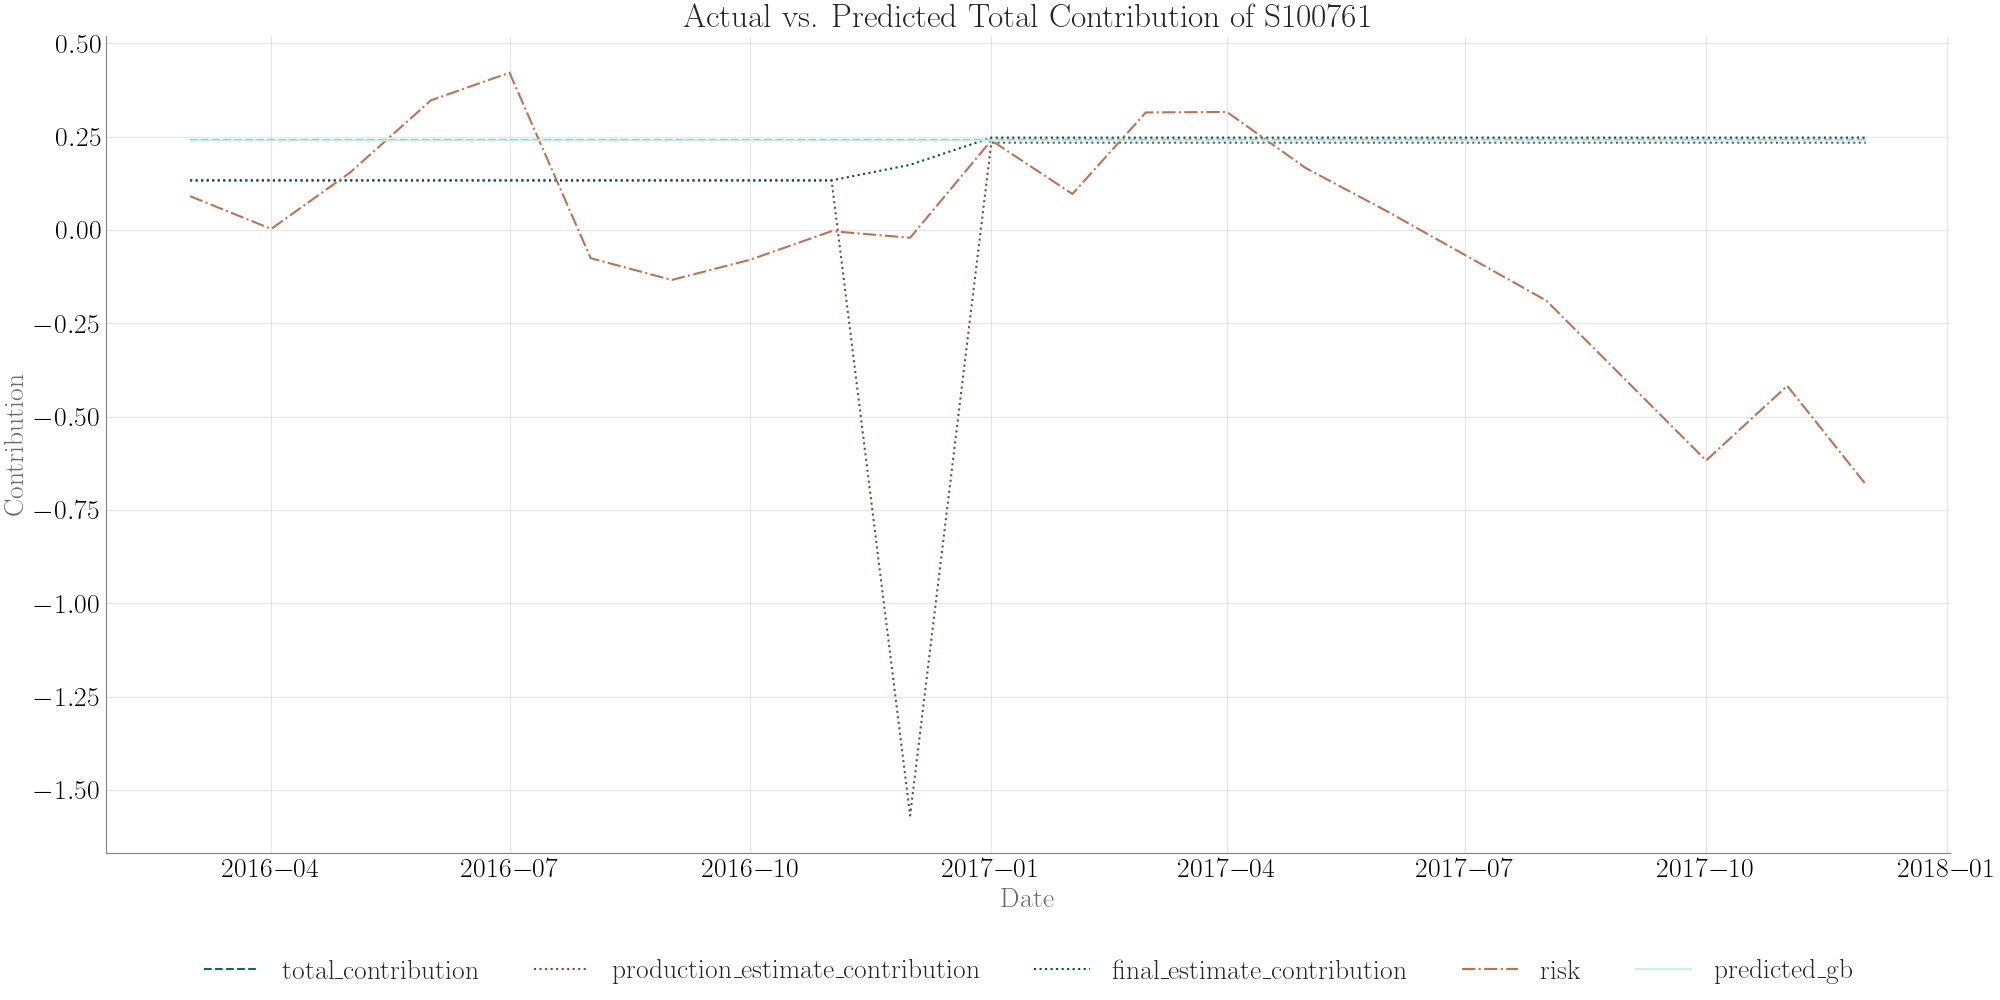 Actual vs. Predicted Total Contribution of S100761
0.50
0.25
0.00
−0.25
−0.50
−0.75
−1.00
−1.25
−1.50
Contribution
2016−04 2016−07 2016−10 2017−01 2017−04 2017−07 2017−10 2018−01
Date
total_contribution production_estimate_contribution final_estimate_contribution risk predicted_gb